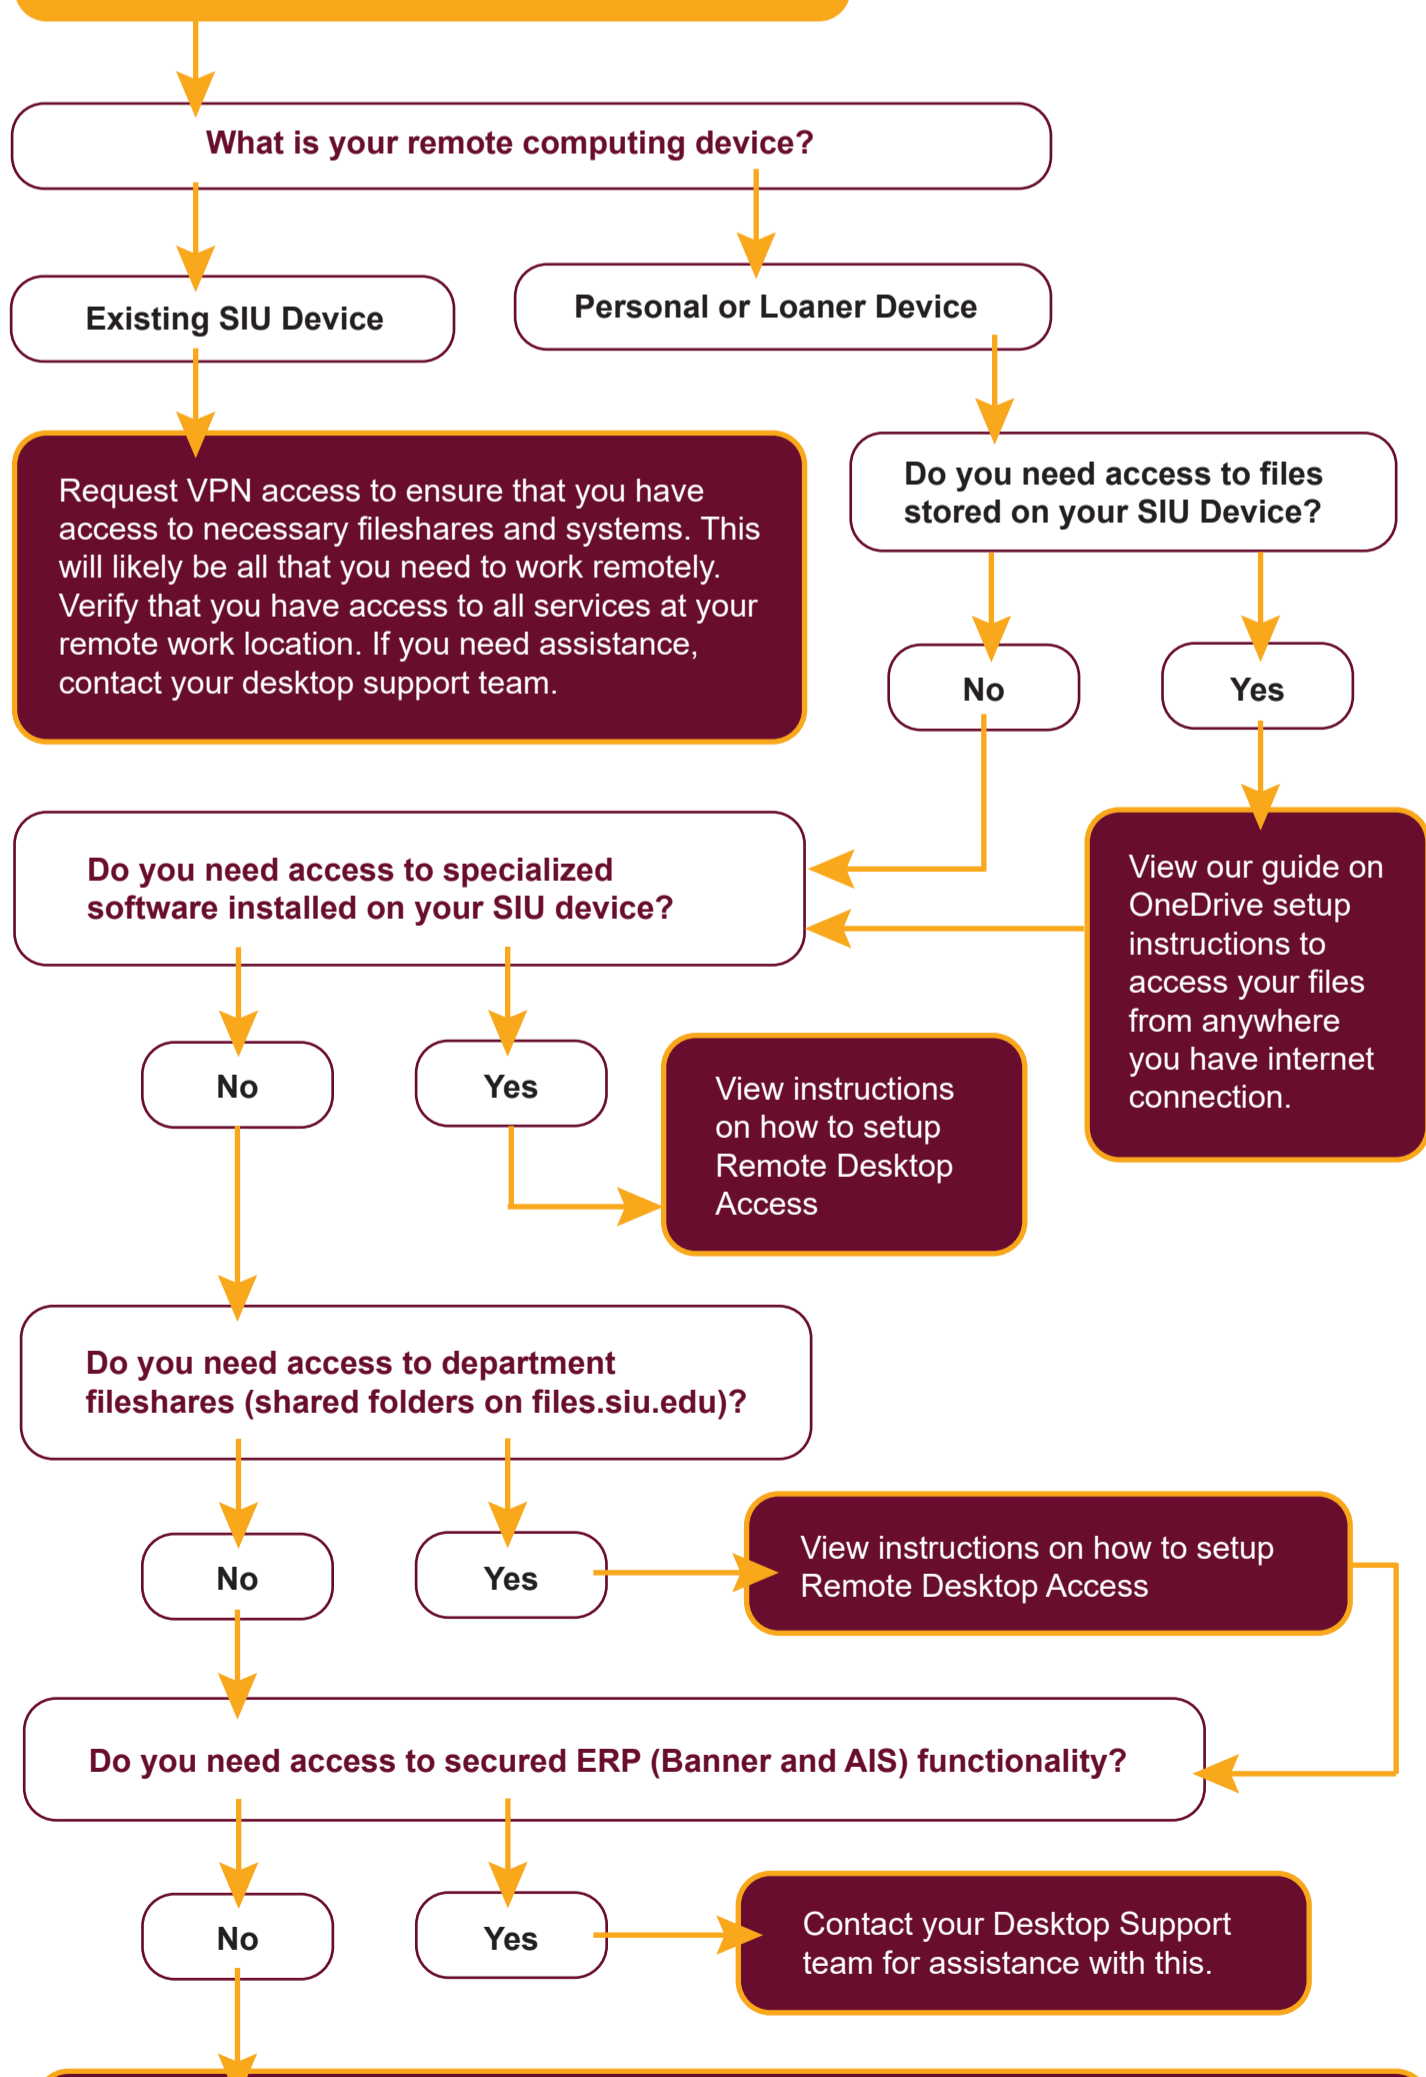 What is your remote computing device?
Existing SIU Device
Personal or Loaner Device
Request VPN access to ensure that you have
access to necessary fileshares and systems. This
will likely be all that you need to work remotely.
Verify that you have access to all services at your
remote work location. If you need assistance,
contact your desktop support team.
Do you need access to files
stored on your SIU Device?
No
Yes
View our guide on
OneDrive setup
instructions to
access your files
from anywhere
you have internet
connection.
Do you need access to specialized
software installed on your SIU device?
No
Yes
View instructions
on how to setup
Remote Desktop
Access
Do you need access to department
fileshares (shared folders on files.siu.edu)?
No
Yes
View instructions on how to setup
Remote Desktop Access
Do you need access to secured ERP (Banner and AIS) functionality?
No
Yes
Contact your Desktop Support
team for assistance with this.